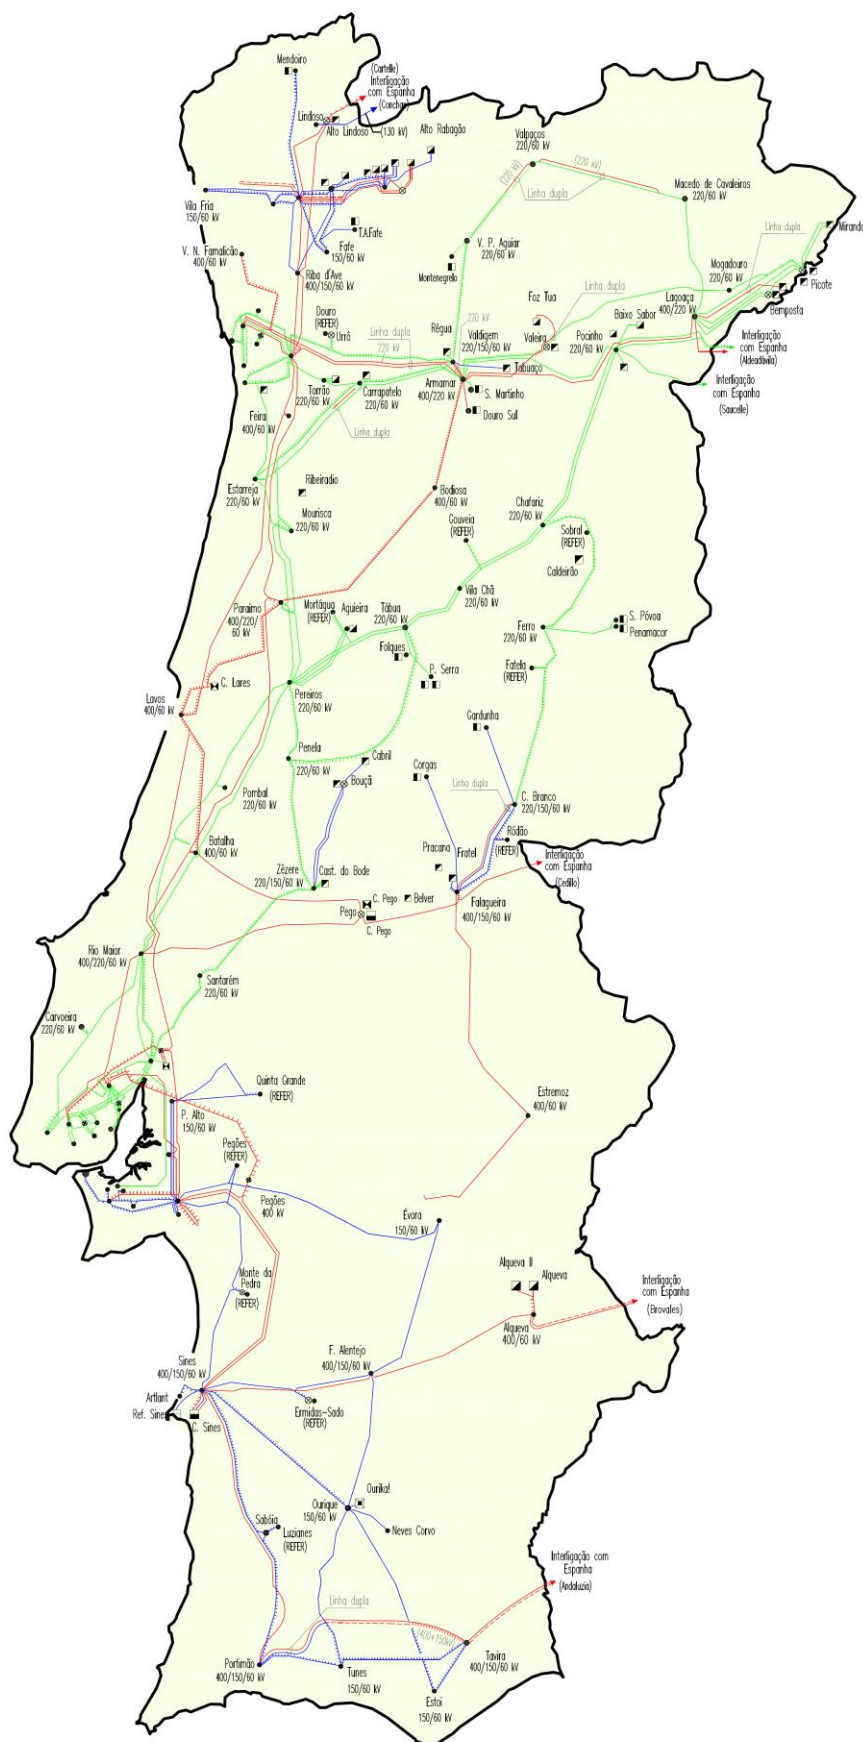 Mendoiro
(Cartelle)
Interligação
com Espanha
(Conchas)
Lindoso
Alto Lindoso
(130 kV)
Alto Rabagão
Valpaços
220/60 kV
(220 kV)
(220 kV)
Linha dupla
Macedo de Cavaleiros
220/60 kV
Vila Fria
150/60 kV
T.A.Fafe
Fafe
150/60 kV
V. N. Famalicão
400/60 kV
Riba d'Ave
400/150/60 kV
V. P. Aguiar
220/60 kV
Montenegrelo
Miranda
Linha dupla
Mogadouro
220/60 kV
Picote
Bemposta
Lagoaça
400/220 kV
Linha dupla
Foz Tua
Baixo Sabor
Douro
(REFER)
Urrô
Linha dupla
220 kV
220 kV
Régua
Valdigem
220/150/60 kV
Valeira
Pocinho
220/60 kV
Interligação
com Espanha
(Aldeadávila)
Tabuaço
Armamar
400/220 kV
Interligação
com Espanha
(Saucelle)
Torrão
220/60 kV
Carrapatelo
220/60 kV
S. Martinho
Douro Sul
Feira
400/60 kV
Linha dupla
Estarreja
220/60 kV
Ribeiradio
Bodiosa
400/60 kV
Mourisca
220/60 kV
Gouveia
(REFER)
Chafariz
220/60 kV
Sobral
(REFER)
Caldeirão
Vila Chã
220/60 kV
Paraimo
400/220/
60 kV
Mortágua
(REFER)
Aguieira
Tábua
220/60 kV
Ferro
220/60 kV
S. Póvoa
Penamacor
Folques
P. Serra
Fatela
(REFER)
C. Lares
Pereiros
220/60 kV
Lavos
400/60 kV
Gardunha
Penela
220/60 kV
Cabril
Bouçã
Corgas
Linha dupla
C. Branco
220/150/60 kV
Pombal
220/60 kV
Ródão
(REFER)
Batalha
400/60 kV
Pracana
Fratel
Interligação
com Espanha
(Cedillo)
Zêzere
220/150/60 kV
Cast. do Bode
Belver
Falagueira
400/150/60 kV
C. Pego
Pego
C. Pego
Rio Maior
400/220/60 kV
Santarém
220/60 kV
Carvoeira
220/60 kV
Quinta Grande
(REFER)
P. Alto
150/60 kV
Estremoz
400/60 kV
Pegões
(REFER)
Pegões
400 kV
Évora
150/60 kV
Monte da
Pedra
(REFER)
Alqueva II
Alqueva
Interligação
com Espanha
(Brovales)
Alqueva
400/60 kV
Sines
400/150/60 kV
F. Alentejo
400/150/60 kV
Artlant
Ref. Sines
C. Sines
Ermidas-Sado
(REFER)
Ourika!
Ourique
150/60 kV
Neves Corvo
Sabóia
Luzianes
(REFER)
Interligação com
Espanha
(Andaluzia)
Linha dupla
(400+150kV)
Portimão
400/150/60 kV
Tunes
150/60 kV
Tavira
400/150/60 kV
Estoi
150/60 kV